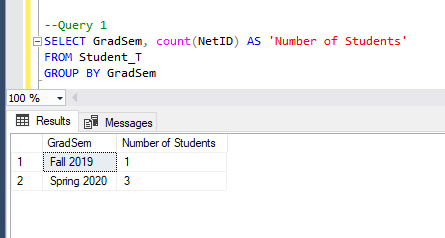 --Query 1
SELECT GradSem, count(NetID) AS 'Number of Students'
FROM Student_T
GROUP BY GradSem
100 %
Results Messages
GradSem Number of Students
1 Fall 2019 1
2 Spring 2020 3